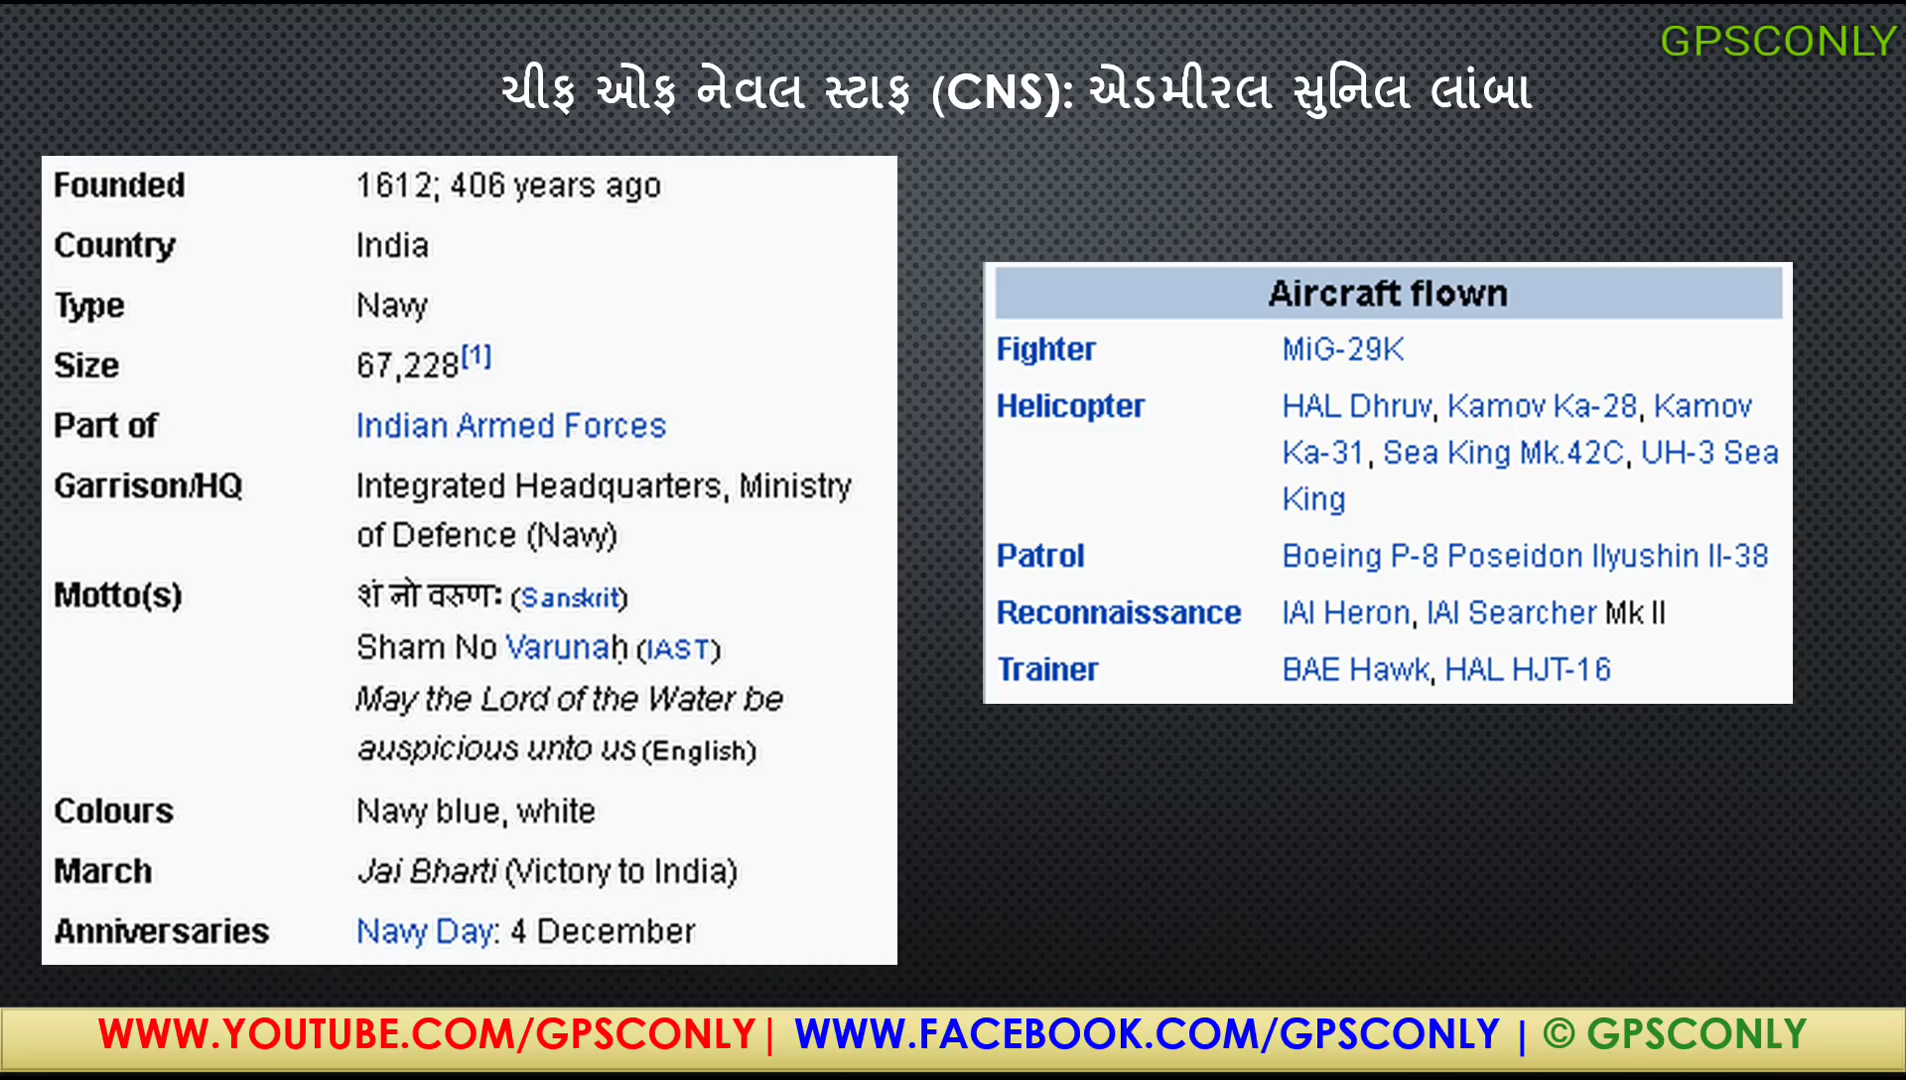 GPSCONLY
ચીફ ઓફ નેવલ સ્ટાફ (CNS): એડમીરલ સુનિલ લાંબા
Founded 1612; 406 years ago
Country India
Type Navy
Size 67,228[1]
Part of Indian Armed Forces
Garrison/HQ Integrated Headquarters, Ministry
of Defence (Navy)
Motto(s) शं नो वरुणः (Sanskrit)
Sham No Varunaḥ (IAST)
May the Lord of the Water be
auspicious unto us (English)
Colours Navy blue, white
March Jai Bharti (Victory to India)
Anniversaries Navy Day: 4 December
Aircraft flown
Fighter MiG-29K
Helicopter HAL Dhruv, Kamov Ka-28, Kamov
Ka-31, Sea King Mk.42C, UH-3 Sea
King
Patrol Boeing P-8 Poseidon Ilyushin Il-38
Reconnaissance IAI Heron, IAI Searcher Mk II
Trainer BAE Hawk, HAL HJT-16
WWW.YOUTUBE.COM/GPSCONLY| WWW.FACEBOOK.COM/GPSCONLY | © GPSCONLY